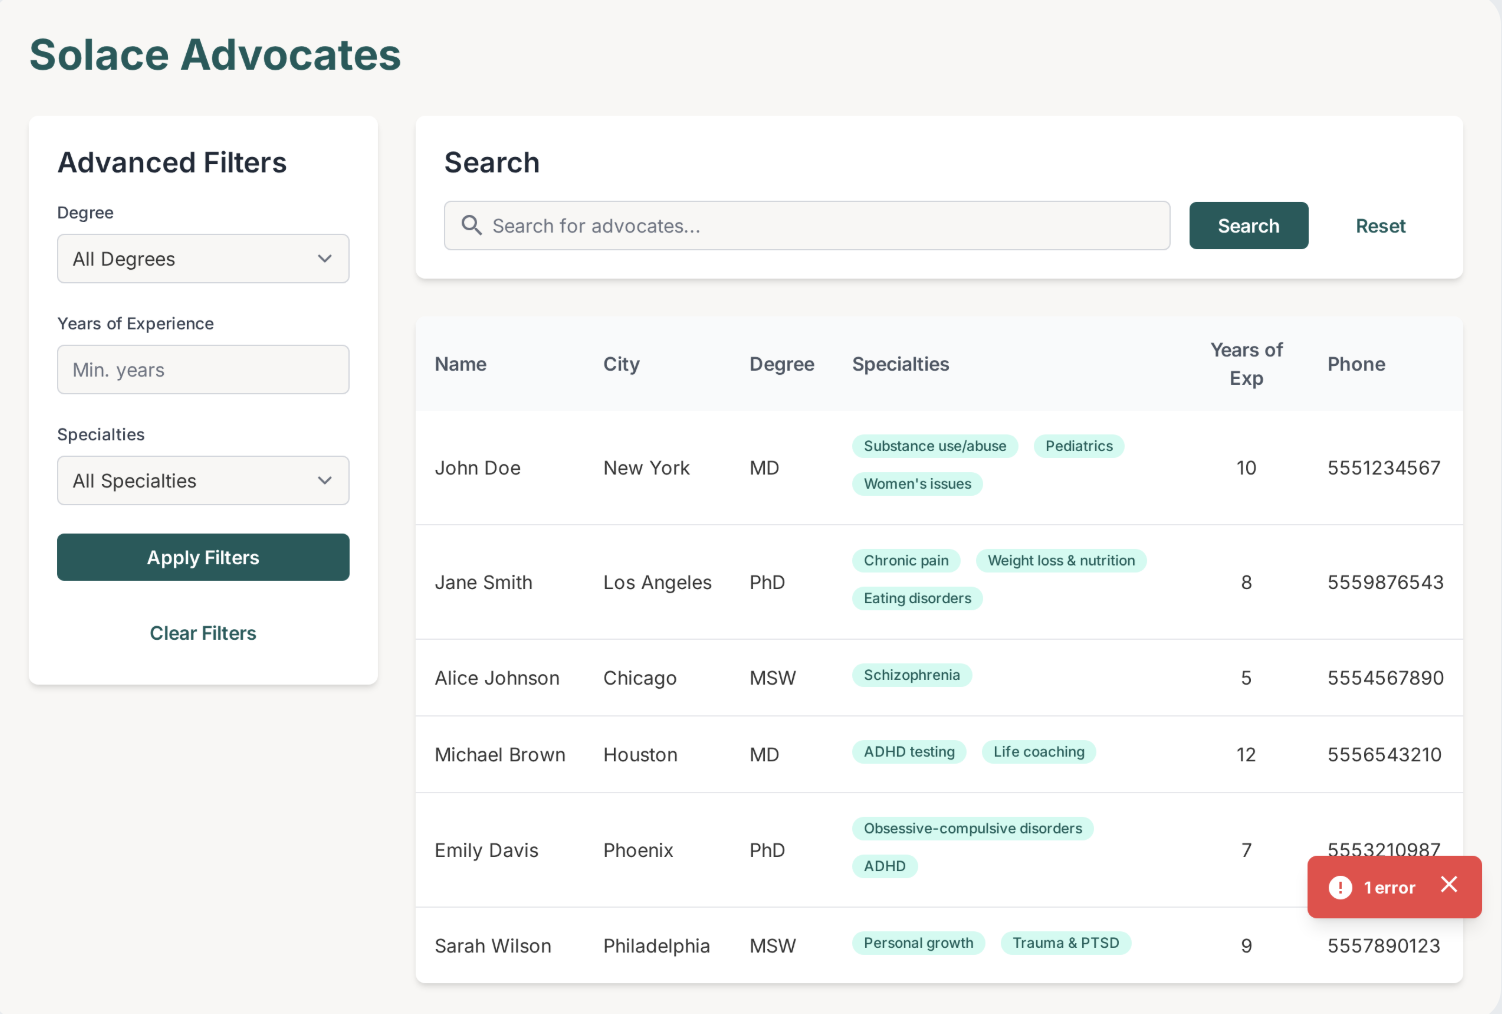 Solace Advocates
Advanced Filters
Degree
All Degrees
Years of Experience
Min. years
Specialties
All Specialties
Apply Filters
Clear Filters
Search
Search for advocates...
Search
Reset
Name City Degree Specialties Years of Exp Phone
John Doe New York MD Substance use/abuse Pediatrics Women's issues 10 5551234567
Jane Smith Los Angeles PhD Chronic pain Weight loss & nutrition Eating disorders 8 5559876543
Alice Johnson Chicago MSW Schizophrenia 5 5554567890
Michael Brown Houston MD ADHD testing Life coaching 12 5556543210
Emily Davis Phoenix PhD Obsessive-compulsive disorders ADHD 7 5553210987
Sarah Wilson Philadelphia MSW Personal growth Trauma & PTSD 9 5557890123
1 error